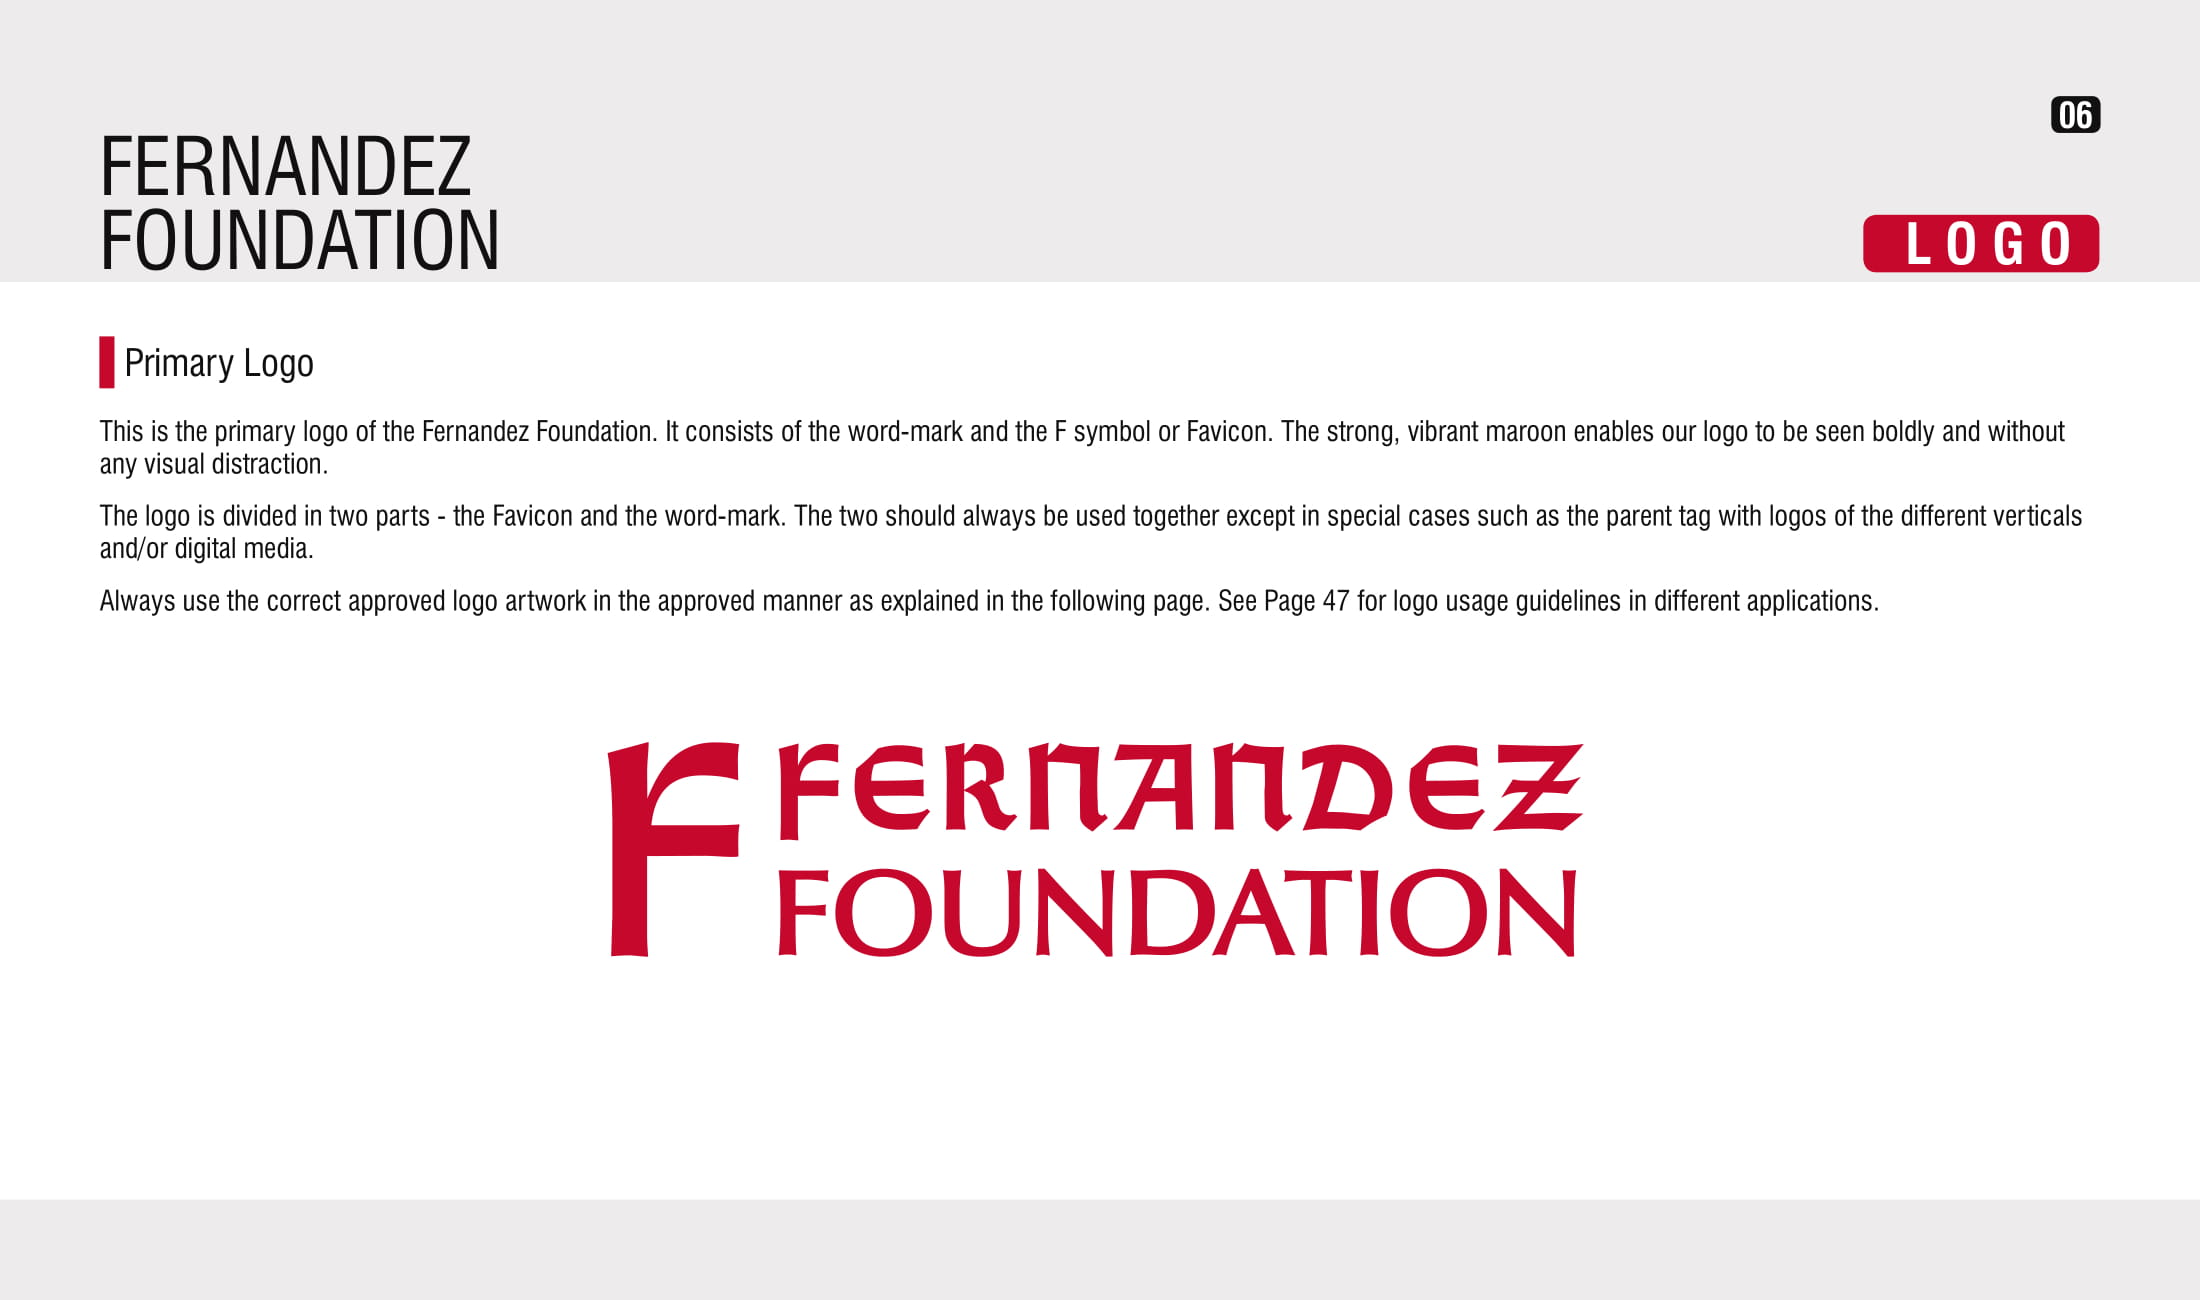 06
FERNANDEZ
FOUNDATION
LOGO
Primary Logo
This is the primary logo of the Fernandez Foundation. It consists of the word-mark and the F symbol or Favicon. The strong, vibrant maroon enables our logo to be seen boldly and without
any visual distraction.
The logo is divided in two parts - the Favicon and the word-mark. The two should always be used together except in special cases such as the parent tag with logos of the different verticals
and/or digital media.
Always use the correct approved logo artwork in the approved manner as explained in the following page. See Page 47 for logo usage guidelines in different applications.
F FERNANDEZ
FOUNDATION